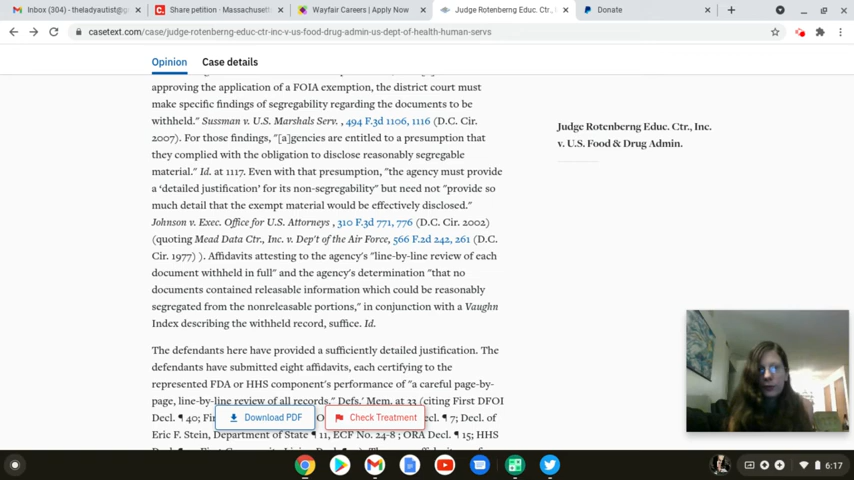 Inbox (304) - theladyautist@g
Share petition · Massachuset
Wayfair Careers | Apply Now
Judge Rotenberng Educ. Ctr.,
Donate
casetext.com/case/judge-rotenberng-educ-ctr-inc-v-us-food-drug-admin-us-dept-of-health-human-servs
Opinion
Case details
approving the application of a FOIA exemption, the district court must
make specific findings of segregability regarding the documents to be
withheld." Sussman v. U.S. Marshals Serv. , 494 F.3d 1106, 1116 (D.C. Cir.
2007). For those findings, "[a]gencies are entitled to a presumption that
they complied with the obligation to disclose reasonably segregable
material." Id. at 1117. Even with that presumption, "the agency must provide
a 'detailed justification' for its non-segregability" but need not "provide so
much detail that the exempt material would be effectively disclosed."
Johnson v. Exec. Office for U.S. Attorneys , 310 F.3d 771, 776 (D.C. Cir. 2002)
(quoting Mead Data Ctr., Inc. v. Dep't of the Air Force, 566 F.2d 242, 261 (D.C.
Cir. 1977) ). Affidavits attesting to the agency's "line-by-line review of each
document withheld in full" and the agency's determination "that no
documents contained releasable information which could be reasonably
segregated from the nonreleasable portions," in conjunction with a Vaughn
Index describing the withheld record, suffice. Id.
The defendants here have provided a sufficiently detailed justification. The
defendants have submitted eight affidavits, each certifying to the
represented FDA or HHS component's performance of "a careful page-by-
page, line-by-line review of all records." Defs.' Mem. at 33 (citing First DFOI
Decl. ¶ 40; Fir
Decl. ¶ 7; Decl. of
Eric F. Stein, Department of State ¶ 11, ECF No. 24-8 ; ORA Decl. ¶ 15; HHS
Download PDF
Check Treatment
Judge Rotenberng Educ. Ctr., Inc.
v. U.S. Food & Drug Admin.
6:17